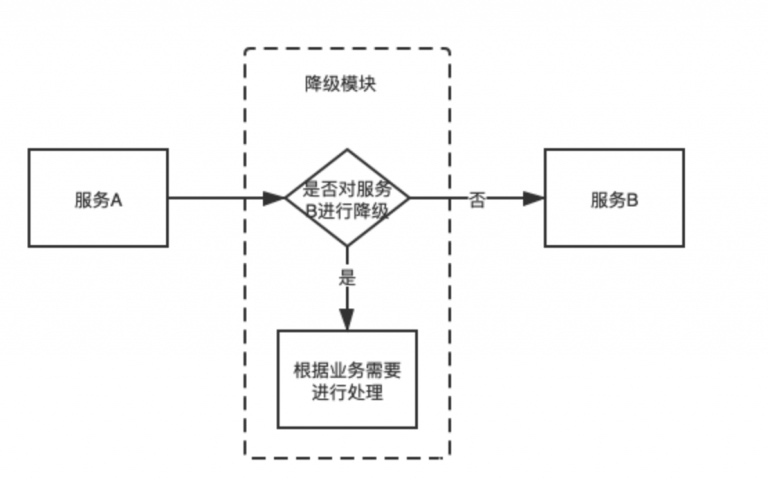 降级模块
服务A
是否对服务
B进行降级
否
服务B
是
根据业务需要
进行处理